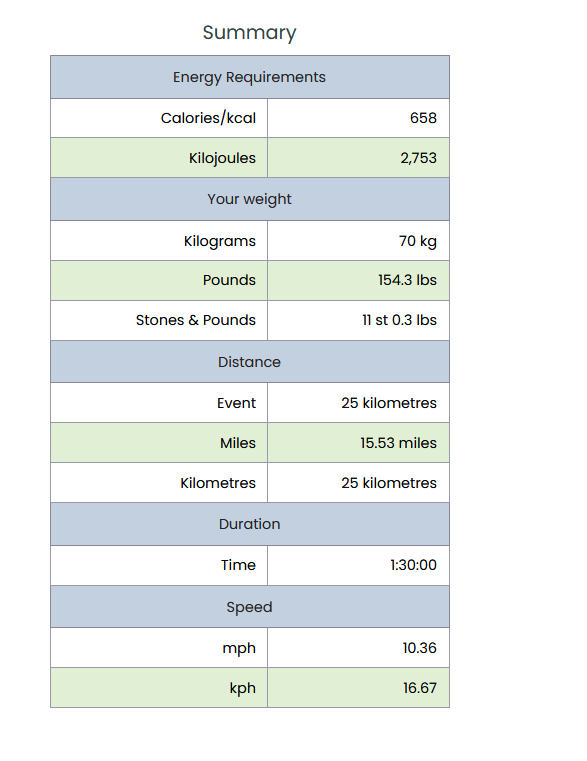 Summary
Energy Requirements
Calories/kcal 658
Kilojoules 2,753
Your weight
Kilograms 70 kg
Pounds 154.3 lbs
Stones & Pounds 11 st 0.3 lbs
Distance
Event 25 kilometres
Miles 15.53 miles
Kilometres 25 kilometres
Duration
Time 1:30:00
Speed
mph 10.36
kph 16.67